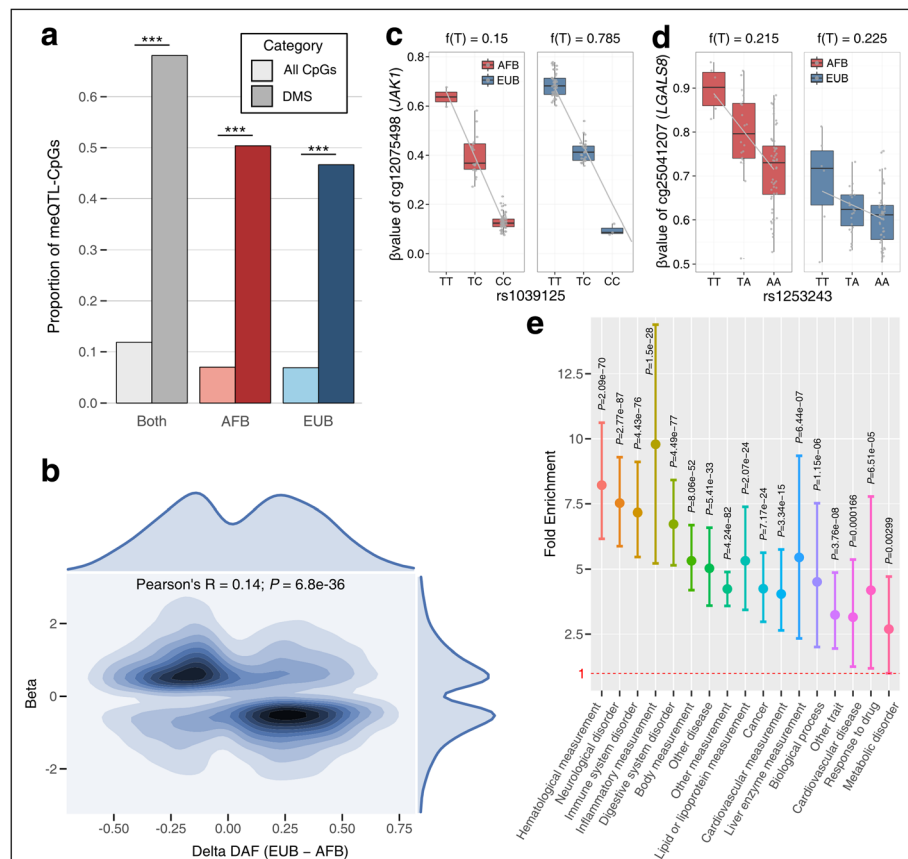 a
***
Category
All CpGs
DMS
***
***
Proportion of meQTL-CpGs
0.6
0.5
0.4
0.3
0.2
0.1
0.0
Both
AFB
EUB
b
Pearson's R = 0.14; P = 6.8e-36
Beta
2
0
-2
-0.50
-0.25
0.00
0.25
0.50
0.75
Delta DAF (EUB − AFB)
c
f(T) = 0.15
f(T) = 0.785
AFB
EUB
βvalue of cg12075498 (JAK1)
0.8
0.6
0.4
0.2
0.0
TT
TC
CC
TT
TC
CC
rs1039125
d
f(T) = 0.215
f(T) = 0.225
AFB
EUB
βvalue of cg25041207 (LGALS8)
0.9
0.8
0.7
0.6
0.5
TT
TA
AA
TT
TA
AA
rs1253243
e
Fold Enrichment
12.5
10
7.5
5
2.5
1
P=2.09e−70
P=2.77e−87
P=4.43e−76
P=1.5e−28
P=4.49e−77
P=8.06e−52
P=5.41e−33
P=4.24e−82
P=2.07e−24
P=7.17e−24
P=3.34e−15
P=6.44e−07
P=1.15e−06
P=3.76e−08
P=0.000166
P=6.51e−05
P=0.00299
Hematological measurement
Neurological disorder
Immune system disorder
Inflammatory measurement
Digestive system disorder
Body measurement
Other disease
Other measurement
Lipid or lipoprotein measurement
Cancer
Cardiovascular measurement
Liver enzyme measurement
Biological process
Other trait
Cardiovascular disease
Response to drug
Metabolic disorder